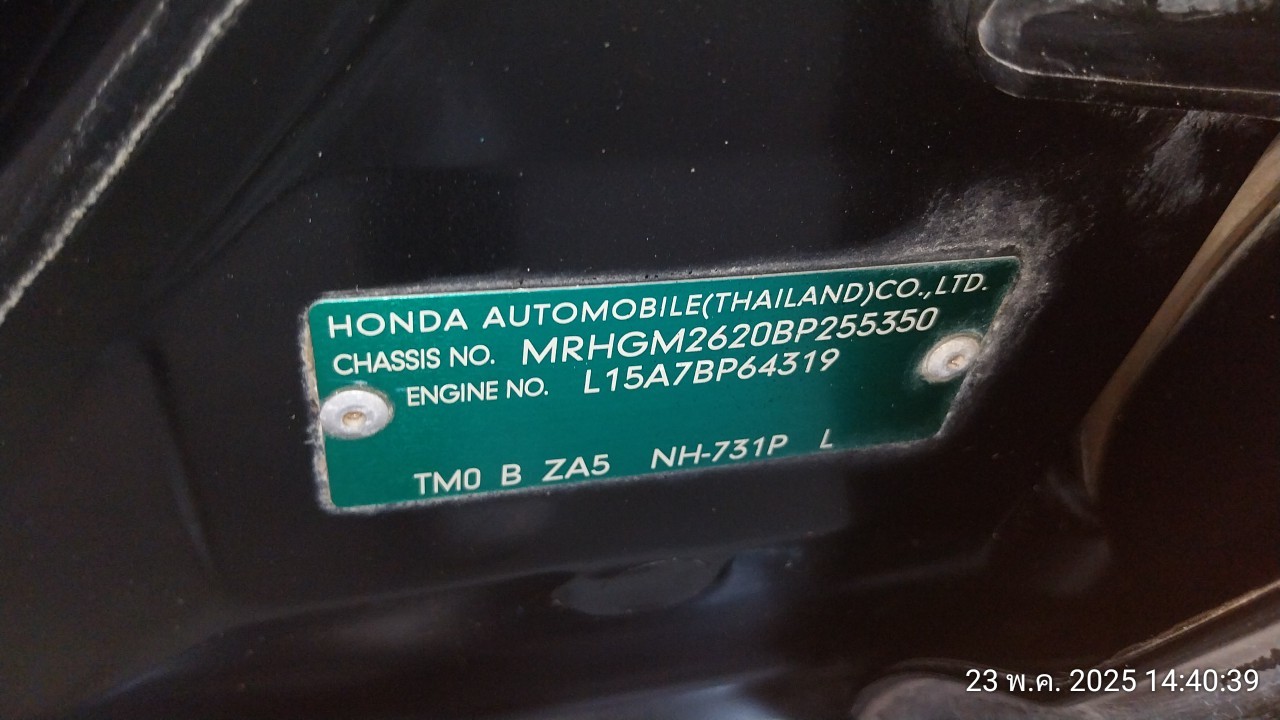 HONDA AUTOMOBILE(THAILAND)CO.,LTD.
CHASSIS NO. MRHGM2620BP255350
ENGINE NO. L15A7BP64319
TM0 B ZA5 NH-731P L
23 พ.ค. 2025 14:40:39